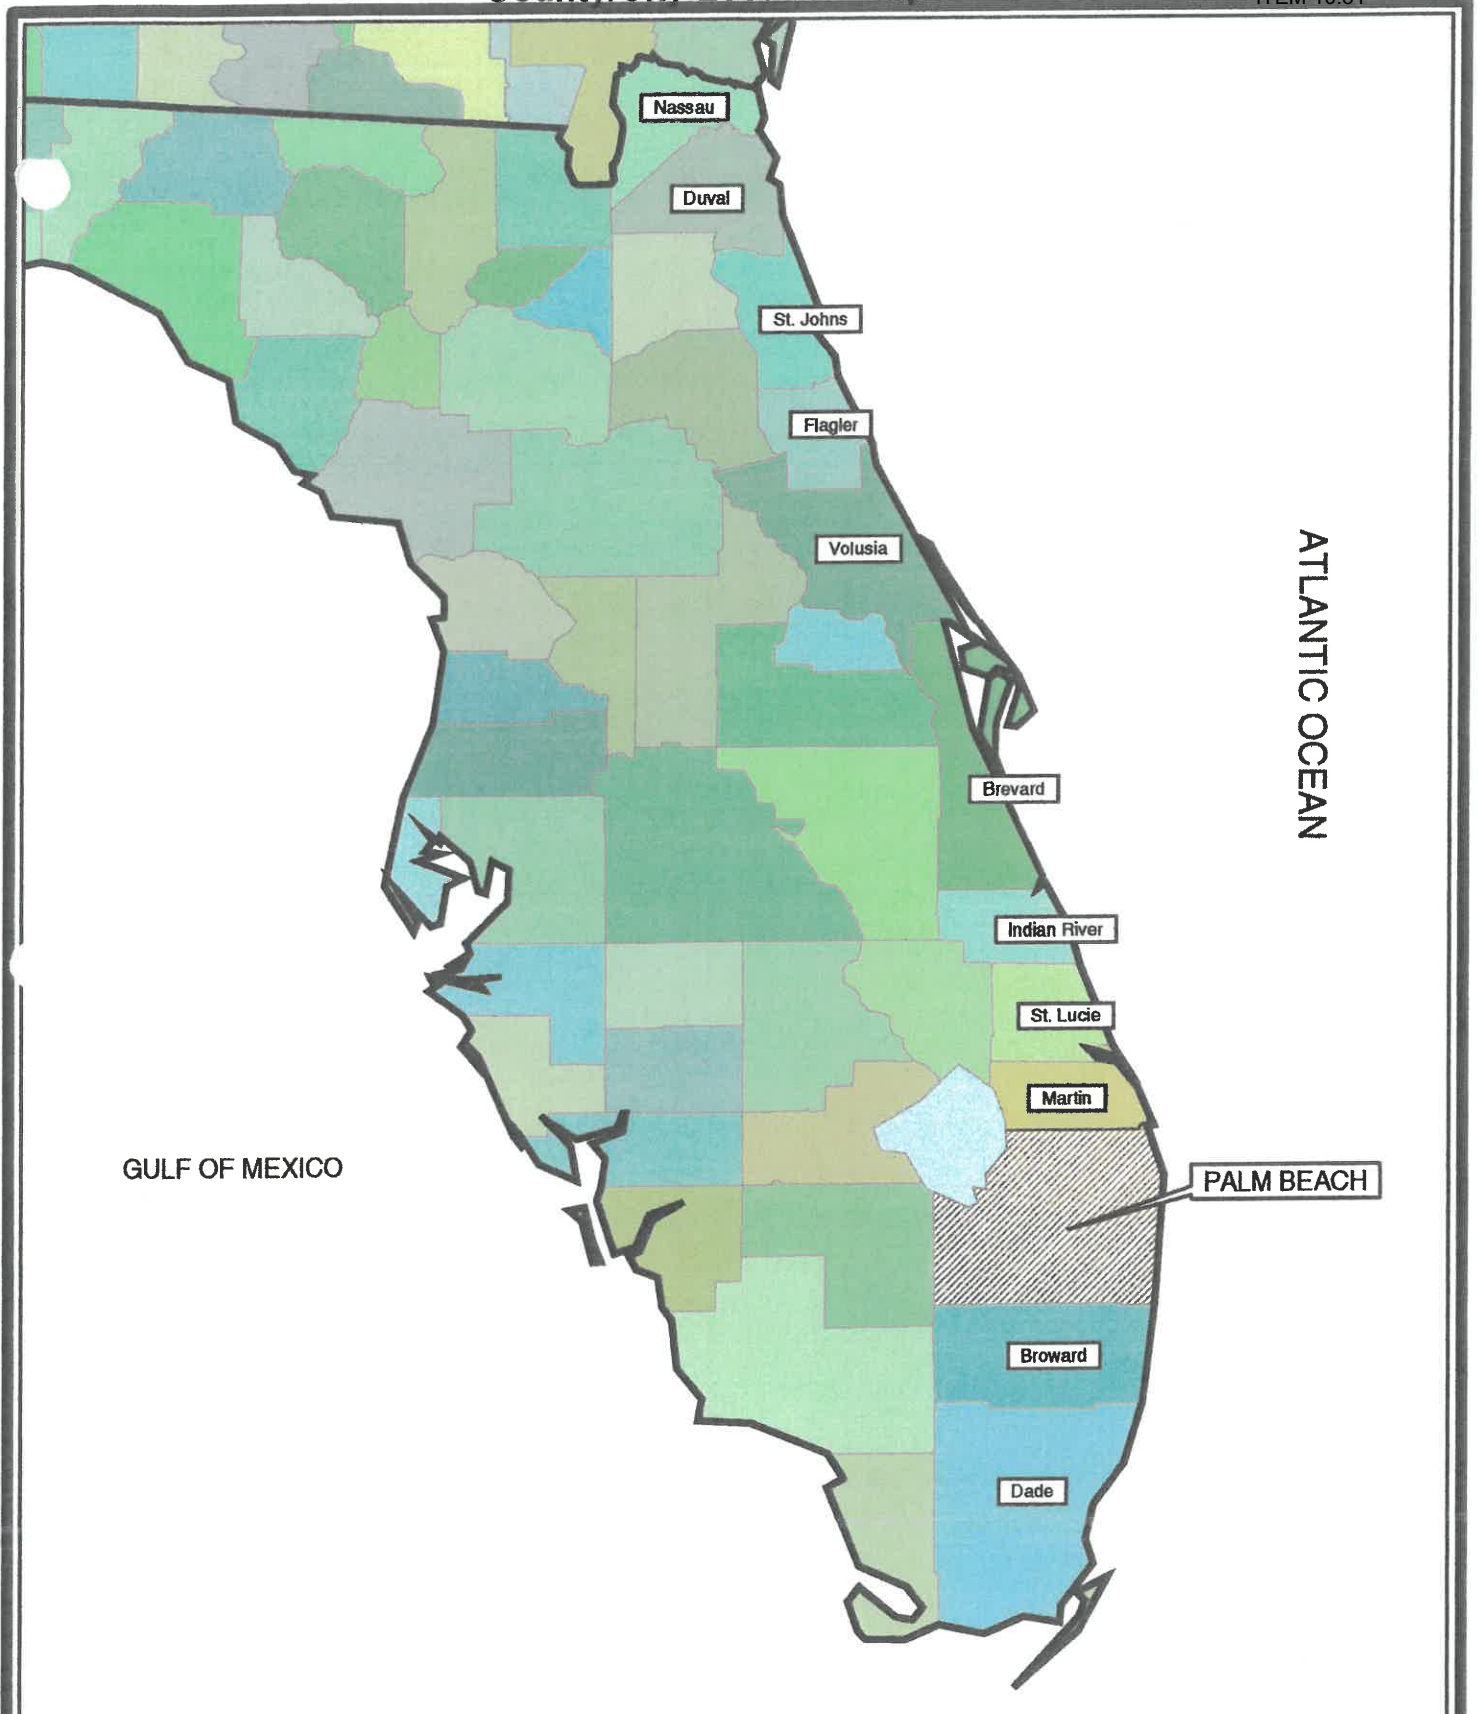 Nassau
Duval
St. Johns
Flagler
Volusia
ATLANTIC OCEAN
Brevard
Indian River
St. Lucie
Martin
GULF OF MEXICO
PALM BEACH
Broward
Dade